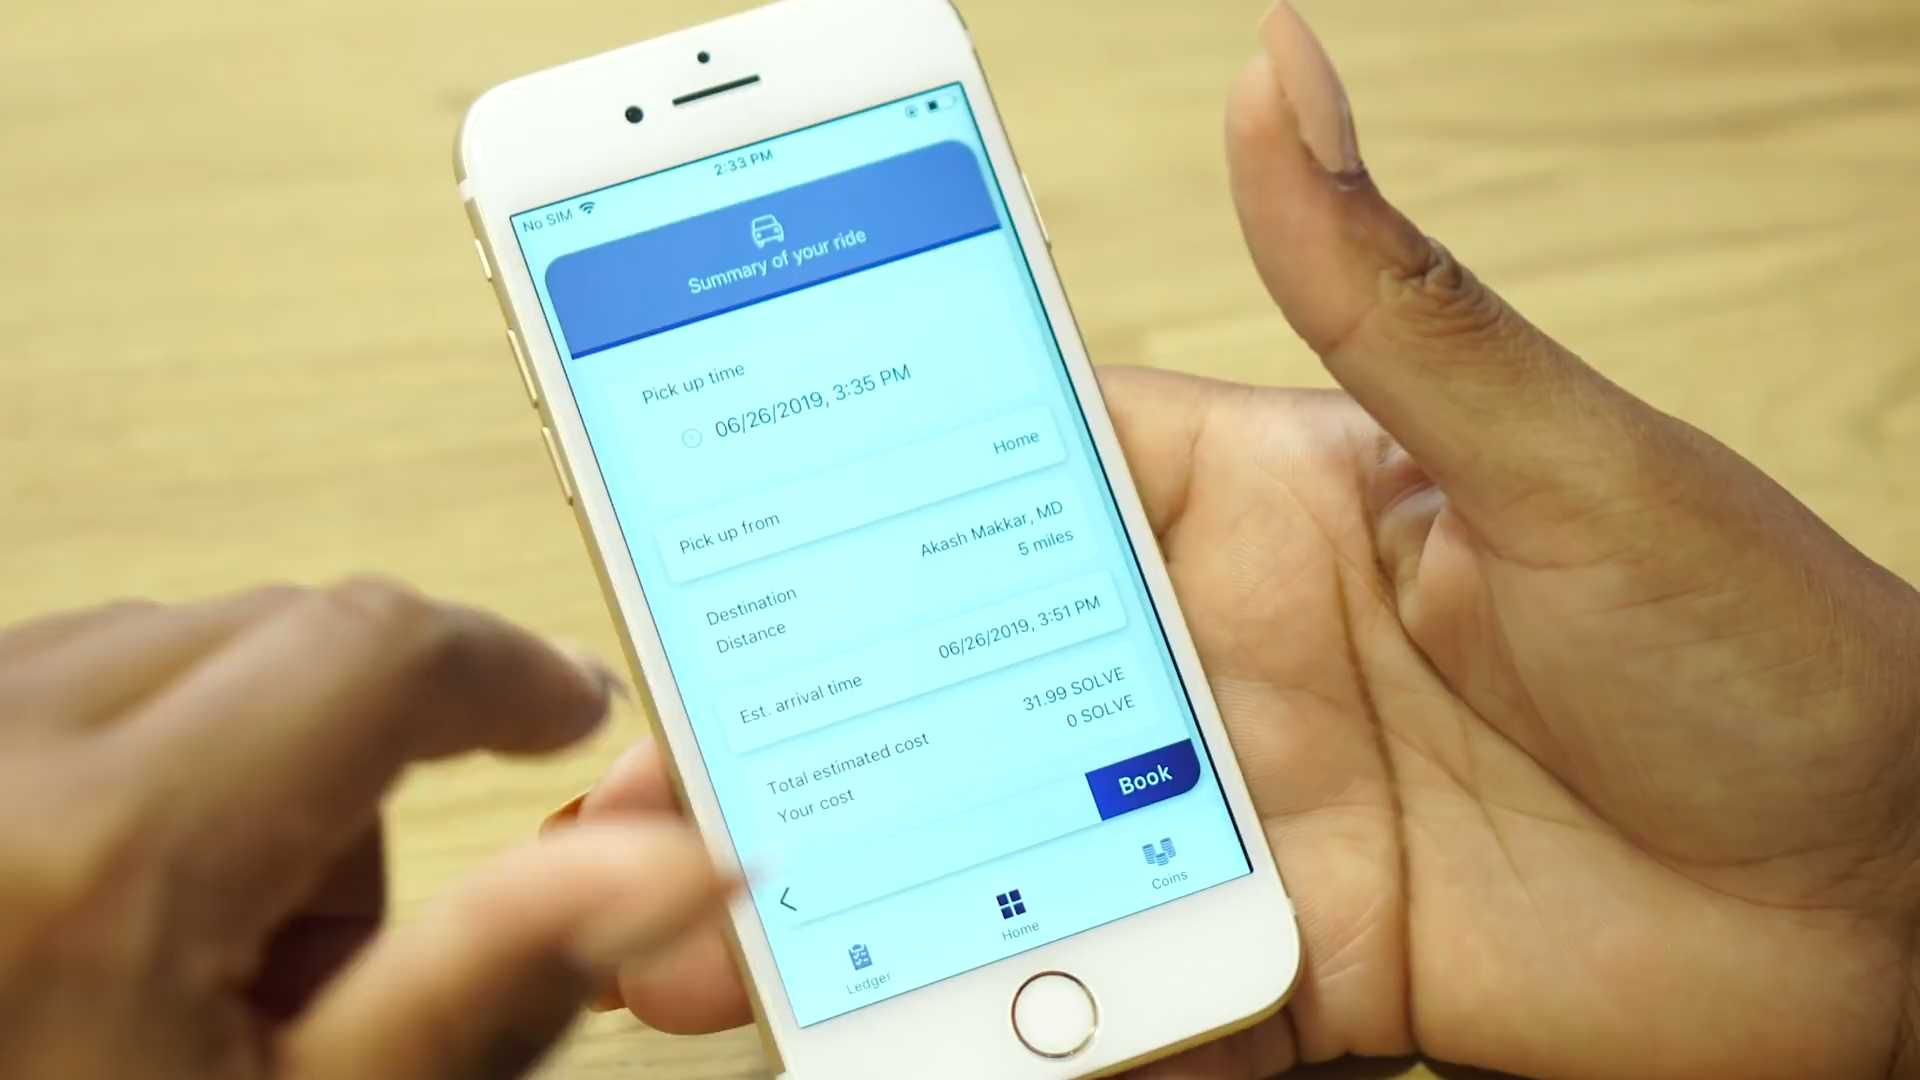 No SIM 2:33 PM
Summary of your ride
Pick up time
06/26/2019, 3:35 PM
Pick up from Home
Destination Akash Makkar, MD
Distance 5 miles
Est. arrival time 06/26/2019, 3:51 PM
Total estimated cost 31.99 SOLVE
Your cost 0 SOLVE
Book
Ledger Home Coins